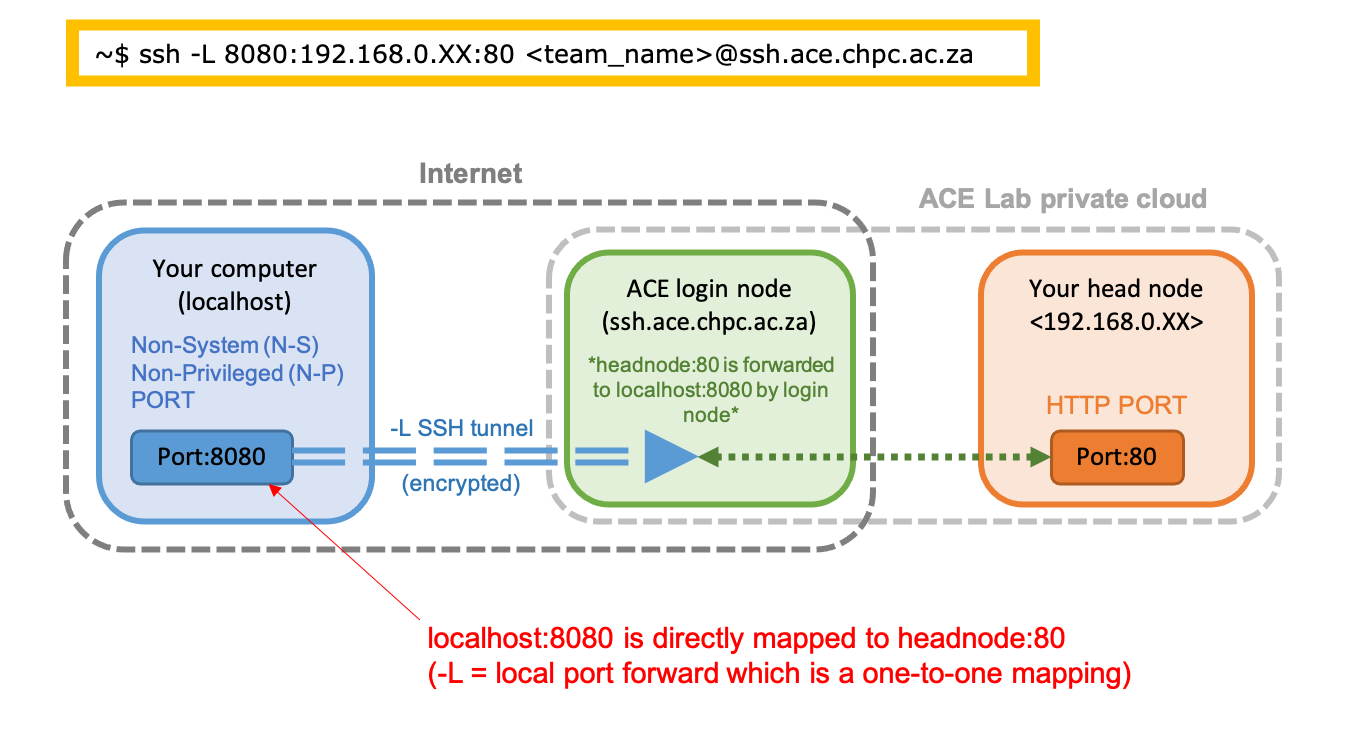 ~$ ssh -L 8080:192.168.0.XX:80 <team_name>@ssh.ace.chpc.ac.za
Internet
ACE Lab private cloud
Your computer
(localhost)
Non-System (N-S)
Non-Privileged (N-P)
PORT
Port:8080
-L SSH tunnel
(encrypted)
ACE login node
(ssh.ace.chpc.ac.za)
*headnode:80 is forwarded
to localhost:8080 by login
node*
Your head node
<192.168.0.XX>
HTTP PORT
Port:80
localhost:8080 is directly mapped to headnode:80
(-L = local port forward which is a one-to-one mapping)